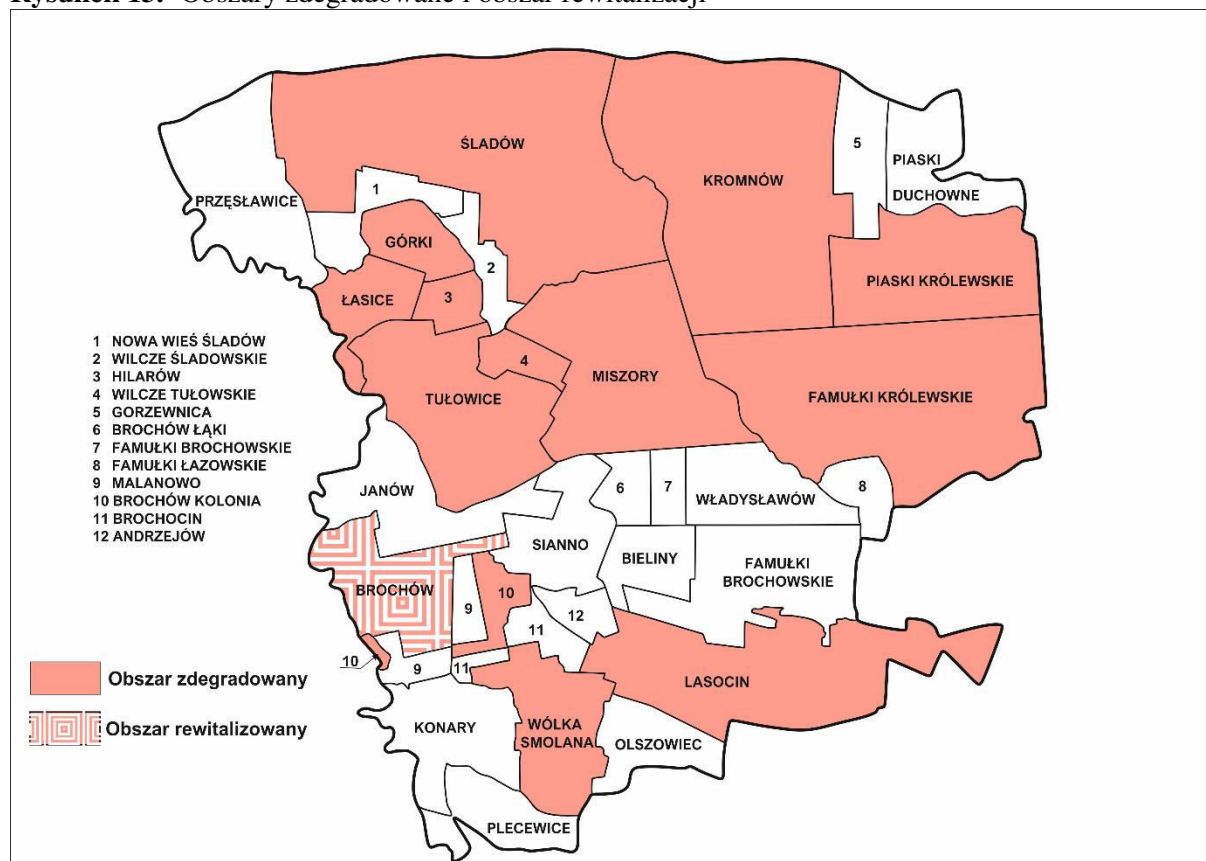 Rysunek 13. Obszary zdegradowane i obszar rewitalizacji
ŚLADÓW
5
PIASKI
DUCHOWNE
KROMNÓW
1
PRZĘSŁAWICE
GÓRKI
2
PIASKI KRÓLEWSKIE
ŁASICE
3
1 NOWA WIEŚ ŚLADÓW
2 WILCZE ŚLADOWSKIE
3 HILARÓW
4 WILCZE TUŁOWSKIE
5 GORZEWNICA
6 BROCHÓW ŁĄKI
7 FAMUŁKI BROCHOWSKIE
8 FAMUŁKI ŁAZOWSKIE
9 MALANOWO
10 BROCHÓW KOLONIA
11 BROCHOCIN
12 ANDRZEJÓW
4
MISZORY
TUŁOWICE
FAMUŁKI KRÓLEWSKIE
JANÓW
6
7
WŁADYSŁAWÓW
8
SIANNO
BIELINY
FAMUŁKI
BROCHOWSKIE
BROCHÓW
9
10
12
11
10
9
11
Obszar zdegradowany
LASOCIN
Obszar rewitalizowany
KONARY
WÓLKA
SMOLANA
OLSZOWIEC
PLECEWICE